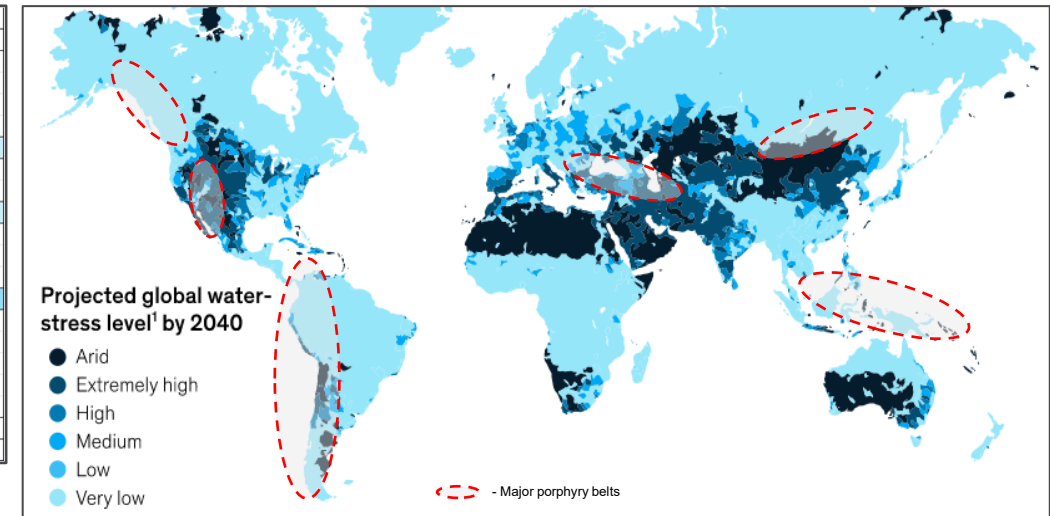 Projected global water-
stress level¹ by 2040
Arid
Extremely high
High
Medium
Low
Very low
- Major porphyry belts